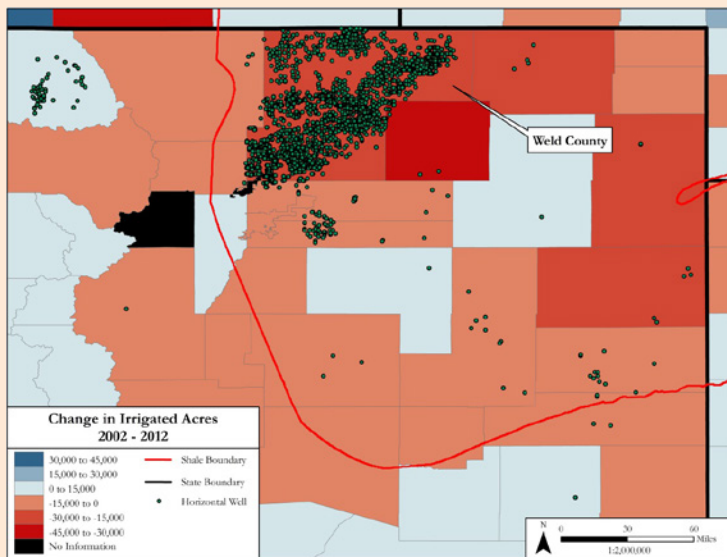 Weld County
Change in Irrigated Acres
2002 - 2012
30,000 to 45,000
15,000 to 30,000
0 to 15,000
-15,000 to 0
-30,000 to -15,000
-45,000 to -30,000
No Information
Shale Boundary
State Boundary
Horizontal Well
N
0 30 60
Miles
1:2,000,000